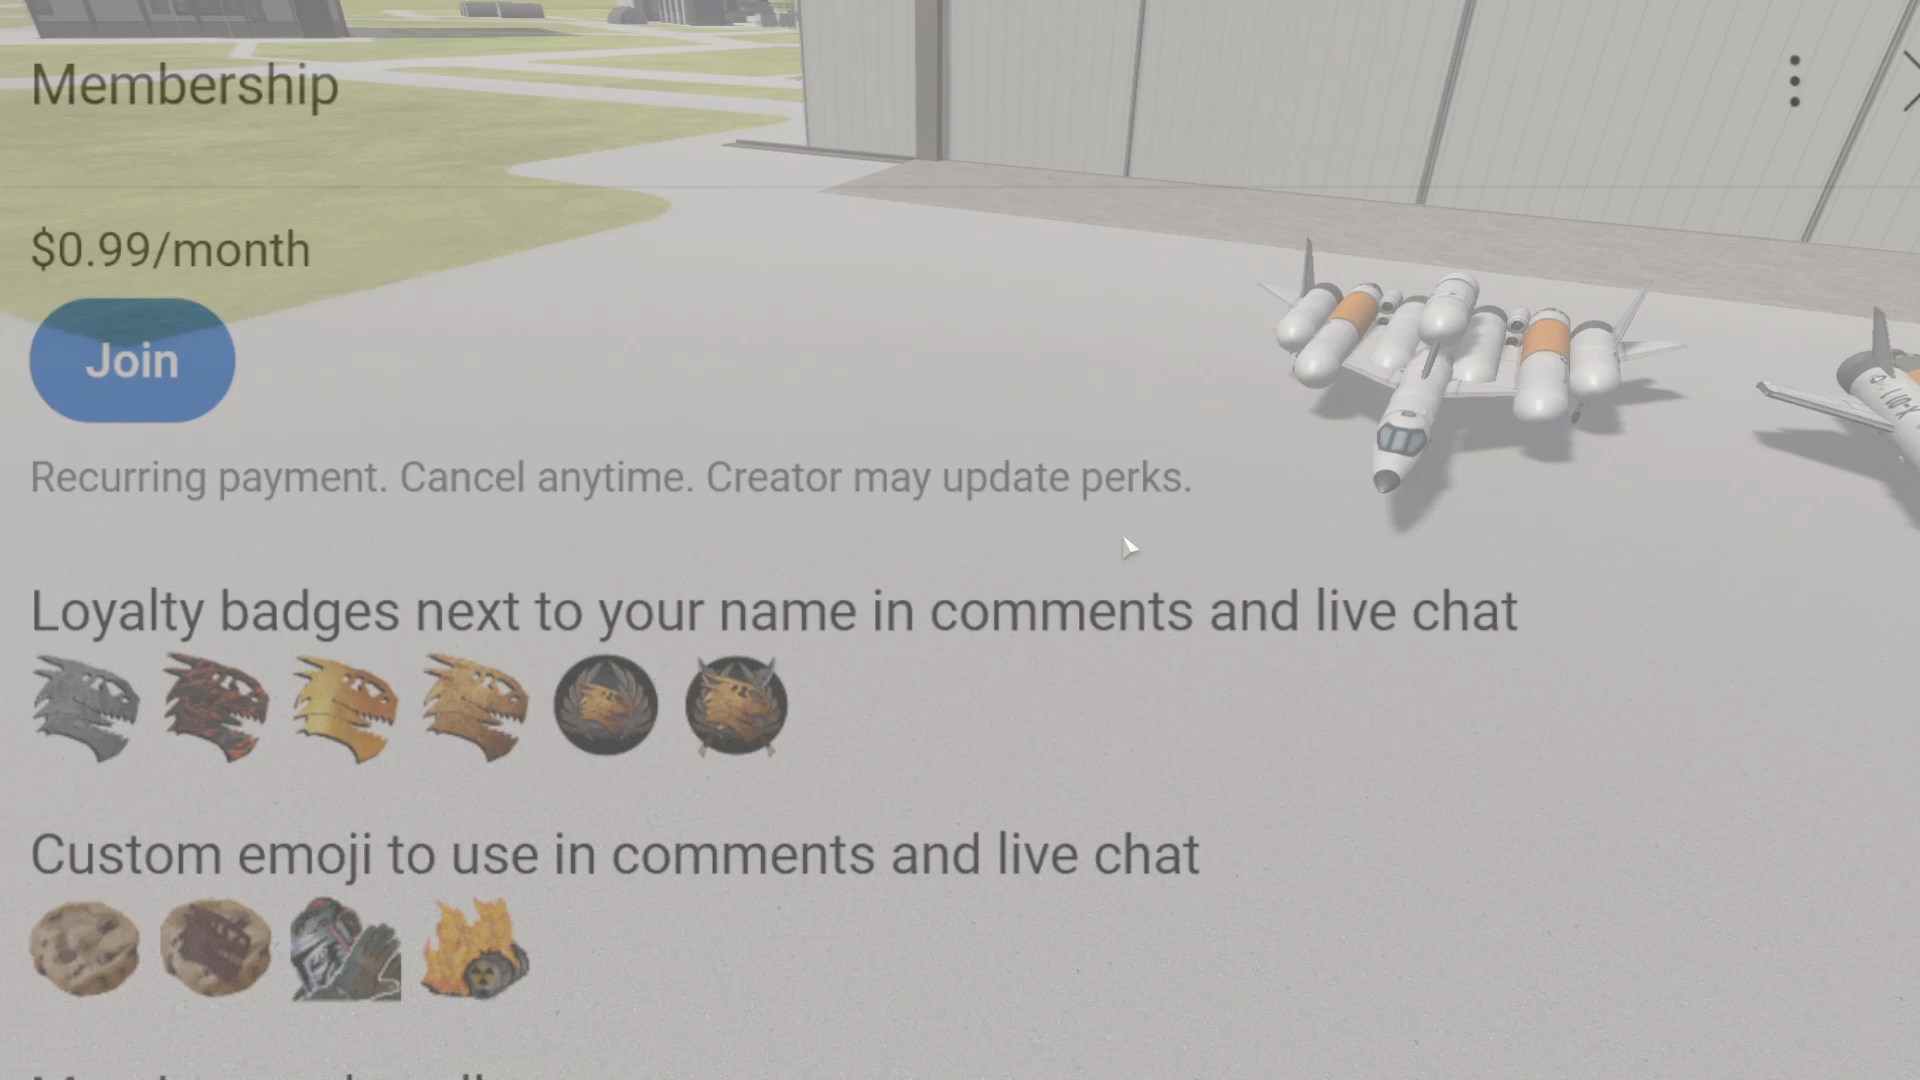 Membership
$0.99/month
Join
Recurring payment. Cancel anytime. Creator may update perks.
Loyalty badges next to your name in comments and live chat
Custom emoji to use in comments and live chat